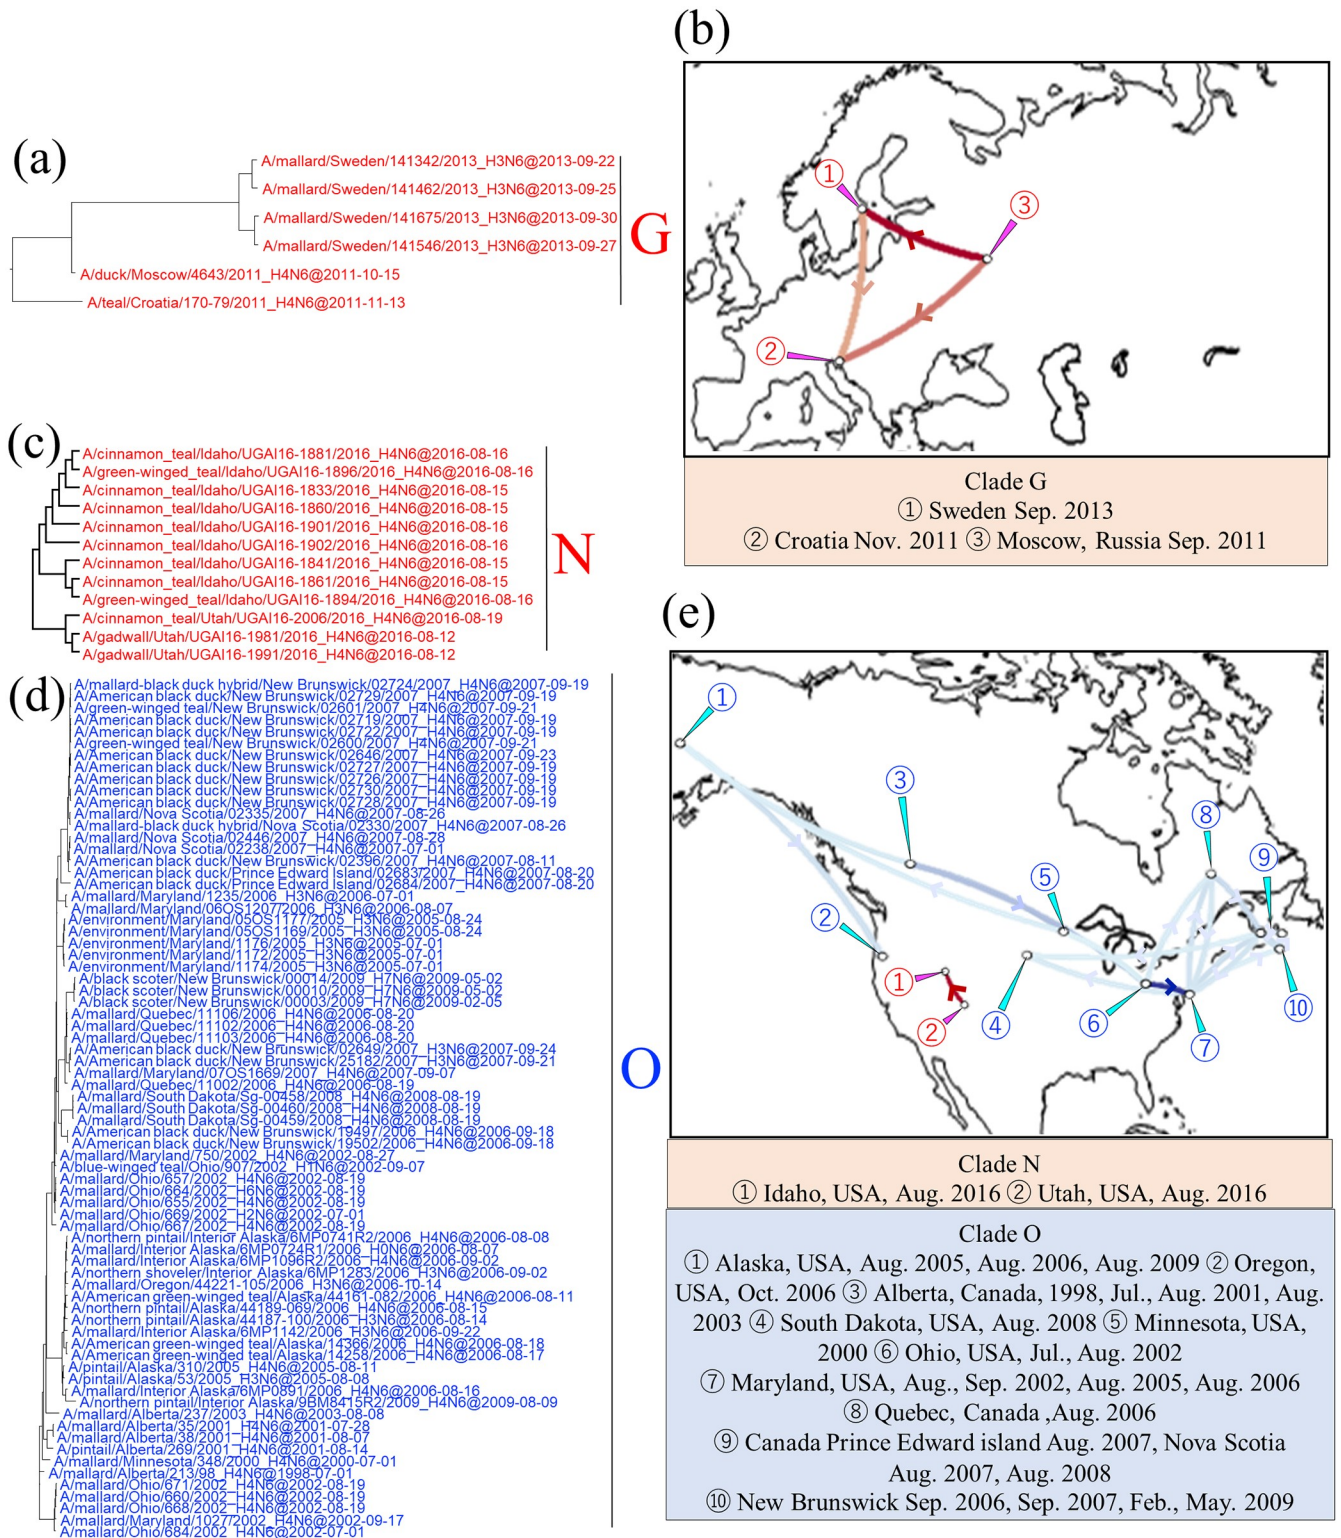 (a)
A/mallard/Sweden/141342/2013_H3N6@2013-09-22
A/mallard/Sweden/141462/2013_H3N6@2013-09-25
A/mallard/Sweden/141675/2013_H3N6@2013-09-30
A/mallard/Sweden/141546/2013_H3N6@2013-09-27
A/duck/Moscow/4643/2011_H4N6@2011-10-15
A/teal/Croatia/170-79/2011_H4N6@2011-11-13
G
(b)
①
③
②
Clade G
① Sweden Sep. 2013
② Croatia Nov. 2011 ③ Moscow, Russia Sep. 2011
(c)
A/cinnamon_teal/Idaho/UGAI16-1881/2016_H4N6@2016-08-16
A/green-winged_teal/Idaho/UGAI16-1896/2016_H4N6@2016-08-16
A/cinnamon_teal/Idaho/UGAI16-1833/2016_H4N6@2016-08-15
A/cinnamon_teal/Idaho/UGAI16-1860/2016_H4N6@2016-08-15
A/cinnamon_teal/Idaho/UGAI16-1901/2016_H4N6@2016-08-16
A/cinnamon_teal/Idaho/UGAI16-1902/2016_H4N6@2016-08-16
A/cinnamon_teal/Idaho/UGAI16-1841/2016_H4N6@2016-08-15
A/cinnamon_teal/Idaho/UGAI16-1861/2016_H4N6@2016-08-15
A/green-winged_teal/Idaho/UGAI16-1894/2016_H4N6@2016-08-16
A/cinnamon_teal/Utah/UGAI16-2006/2016_H4N6@2016-08-19
A/gadwall/Utah/UGAI16-1981/2016_H4N6@2016-08-12
A/gadwall/Utah/UGAI16-1991/2016_H4N6@2016-08-12
N
(d)
A/mallard-black duck hybrid/New Brunswick/02724/2007_H4N6@2007-09-19
A/American black duck/New Brunswick/02729/2007_H4N6@2007-09-19
A/green-winged teal/New Brunswick/02601/2007_H4N6@2007-09-21
A/American black duck/New Brunswick/02719/2007_H4N6@2007-09-19
A/American black duck/New Brunswick/02722/2007_H4N6@2007-09-19
A/green-winged teal/New Brunswick/02600/2007_H4N6@2007-09-21
A/American black duck/New Brunswick/02646/2007_H4N6@2007-09-23
A/American black duck/New Brunswick/02727/2007_H4N6@2007-09-19
A/American black duck/New Brunswick/02726/2007_H4N6@2007-09-19
A/American black duck/New Brunswick/02730/2007_H4N6@2007-09-19
A/American black duck/New Brunswick/02728/2007_H4N6@2007-09-19
A/mallard/Nova Scotia/02335/2007_H4N6@2007-08-26
A/mallard-black duck hybrid/Nova Scotia/02330/2007_H4N6@2007-08-26
A/mallard/Nova Scotia/02446/2007_H4N6@2007-08-28
A/mallard/Nova Scotia/02238/2007_H4N6@2007-07-01
A/American black duck/New Brunswick/02396/2007_H4N6@2007-08-11
A/American black duck/Prince Edward Island/02683/2007_H4N6@2007-08-20
A/American black duck/Prince Edward Island/02684/2007_H4N6@2007-08-20
A/mallard/Maryland/1235/2006_H3N6@2006-07-01
A/mallard/Maryland/06OS1207/2006_H3N6@2006-08-07
A/environment/Maryland/05OS1177/2005_H3N6@2005-08-24
A/environment/Maryland/05OS1169/2005_H3N6@2005-08-24
A/environment/Maryland/1176/2005_H3N6@2005-07-01
A/environment/Maryland/1172/2005_H3N6@2005-07-01
A/environment/Maryland/1174/2005_H3N6@2005-07-01
A/black scoter/New Brunswick/00014/2009_H7N6@2009-05-02
A/black scoter/New Brunswick/00010/2009_H7N6@2009-05-02
A/black scoter/New Brunswick/00003/2009_H7N6@2009-02-05
A/mallard/Quebec/11106/2006_H4N6@2006-08-20
A/mallard/Quebec/11102/2006_H4N6@2006-08-20
A/mallard/Quebec/11103/2006_H4N6@2006-08-20
A/American black duck/New Brunswick/02649/2007_H3N6@2007-09-24
A/American black duck/New Brunswick/25182/2007_H3N6@2007-09-21
A/mallard/Maryland/07OS1669/2007_H4N6@2007-09-07
A/mallard/Quebec/11002/2006_H4N6@2006-08-19
A/mallard/South Dakota/Sg-00458/2008_H4N6@2008-08-19
A/mallard/South Dakota/Sg-00460/2008_H4N6@2008-08-19
A/mallard/South Dakota/Sg-00459/2008_H4N6@2008-08-19
A/American black duck/New Brunswick/19497/2006_H4N6@2006-09-18
A/American black duck/New Brunswick/19502/2006_H4N6@2006-09-18
A/mallard/Maryland/750/2002_H4N6@2002-08-27
A/blue-winged teal/Ohio/907/2002_H1N6@2002-09-07
A/mallard/Ohio/657/2002_H4N6@2002-08-19
A/mallard/Ohio/664/2002_H6N6@2002-08-19
A/mallard/Ohio/655/2002_H4N6@2002-08-19
A/mallard/Ohio/669/2002_H2N6@2002-07-01
A/mallard/Ohio/667/2002_H4N6@2002-08-19
A/northern pintail/Interior Alaska/6MP0741R2/2006_H4N6@2006-08-08
A/mallard/Interior Alaska/6MP0724R1/2006_H0N6@2006-08-07
A/mallard/Interior Alaska/6MP1096R2/2006_H4N6@2006-09-02
A/northern shoveler/Interior Alaska/6MP1283/2006_H3N6@2006-09-02
A/mallard/Oregon/44221-105/2006_H3N6@2006-10-14
A/American green-winged teal/Alaska/44161-082/2006_H4N6@2006-08-11
A/northern pintail/Alaska/44189-069/2006_H4N6@2006-08-15
A/northern pintail/Alaska/44187-100/2006_H3N6@2006-08-14
A/mallard/Interior Alaska/6MP1142/2006_H3N6@2006-09-22
A/American green-winged teal/Alaska/14366/2006_H4N6@2006-08-18
A/American green-winged teal/Alaska/14258/2006_H4N6@2006-08-17
A/pintail/Alaska/310/2005_H4N6@2005-08-11
A/pintail/Alaska/53/2005_H3N6@2005-08-08
A/mallard/Interior Alaska/6MP0891/2006_H4N6@2006-08-16
A/northern pintail/Interior Alaska/9BM8415R2/2009_H4N6@2009-08-09
A/mallard/Alberta/237/2003_H4N6@2003-08-08
A/mallard/Alberta/35/2001_H4N6@2001-07-28
A/mallard/Alberta/38/2001_H4N6@2001-08-07
A/pintail/Alberta/269/2001_H4N6@2001-08-14
A/mallard/Minnesota/348/2000_H4N6@2000-07-01
A/mallard/Alberta/213/98_H4N6@1998-07-01
A/mallard/Ohio/671/2002_H4N6@2002-08-19
A/mallard/Ohio/660/2002_H4N6@2002-08-19
A/mallard/Ohio/668/2002_H4N6@2002-08-19
A/mallard/Maryland/1027/2002_H4N6@2002-09-17
A/mallard/Ohio/684/2002_H4N6@2002-07-01
O
(e)
①
③
⑧
⑨
⑤
②
①
②
④
⑥
⑦
⑩
Clade N
① Idaho, USA, Aug. 2016 ② Utah, USA, Aug. 2016
Clade O
① Alaska, USA, Aug. 2005, Aug. 2006, Aug. 2009 ② Oregon,
USA, Oct. 2006 ③ Alberta, Canada, 1998, Jul., Aug. 2001, Aug.
2003 ④ South Dakota, USA, Aug. 2008 ⑤ Minnesota, USA,
2000 ⑥ Ohio, USA, Jul., Aug. 2002
⑦ Maryland, USA, Aug., Sep. 2002, Aug. 2005, Aug. 2006
⑧ Quebec, Canada ,Aug. 2006
⑨ Canada Prince Edward island Aug. 2007, Nova Scotia
Aug. 2007, Aug. 2008
⑩ New Brunswick Sep. 2006, Sep. 2007, Feb., May. 2009